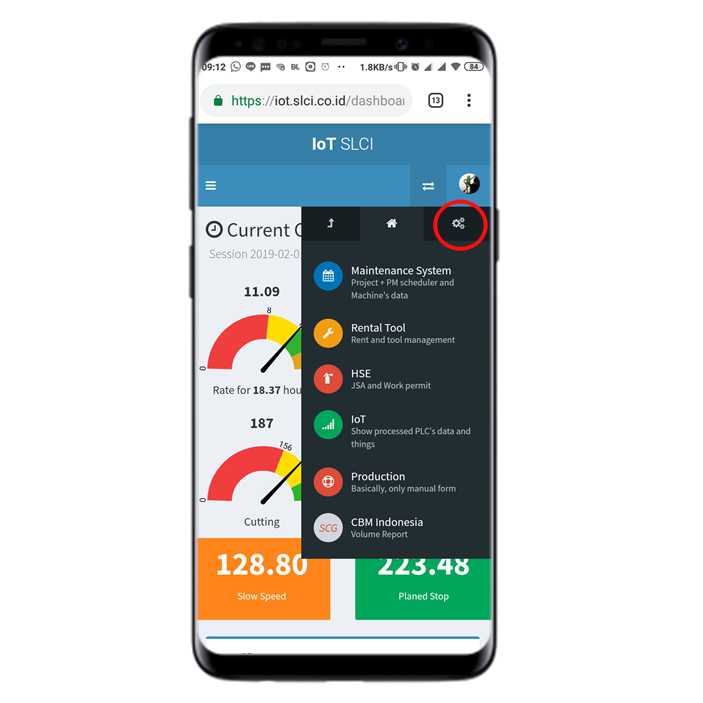 09:12 BL 1.8KB/s 84
https://iot.slci.co.id/dashboa
13
IoT SLCI
Current
Session 2019-02-0
11.09
8
0
Rate for 18.37 hou
187
156
0
Cutting
128.80
Slow Speed
223.48
Planed Stop
Maintenance System
Project + PM scheduler and
Machine's data
Rental Tool
Rent and tool management
HSE
JSA and Work permit
IoT
Show processed PLC's data and
things
Production
Basically, only manual form
SCG
CBM Indonesia
Volume Report